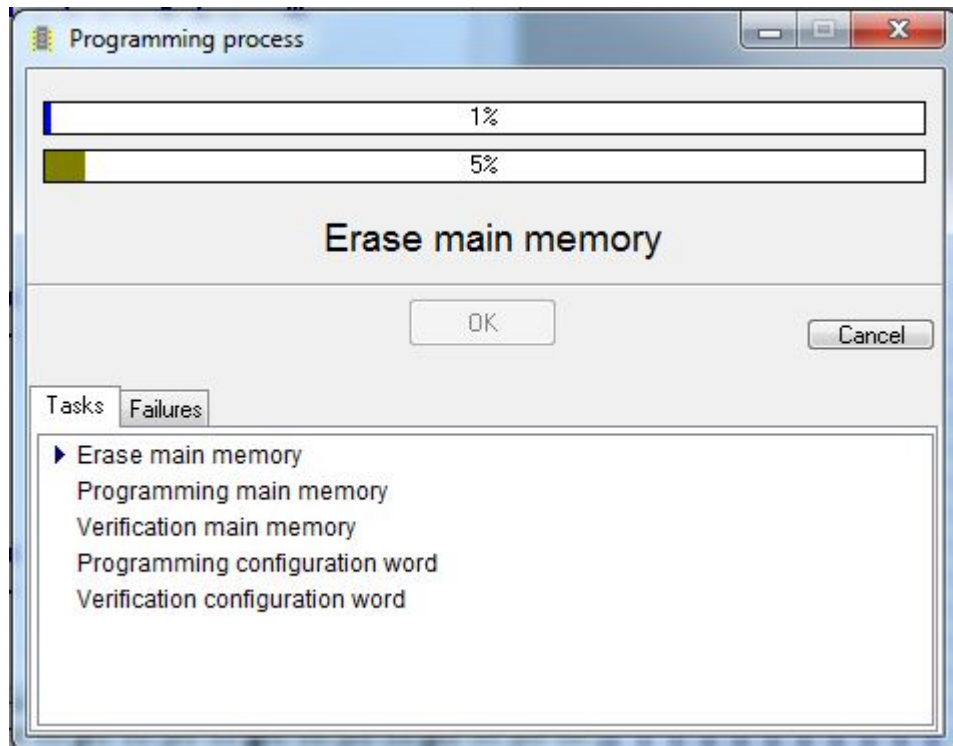 Programming process
1%
5%
Erase main memory
OK
Cancel
Tasks Failures
Erase main memory
Programming main memory
Verification main memory
Programming configuration word
Verification configuration word